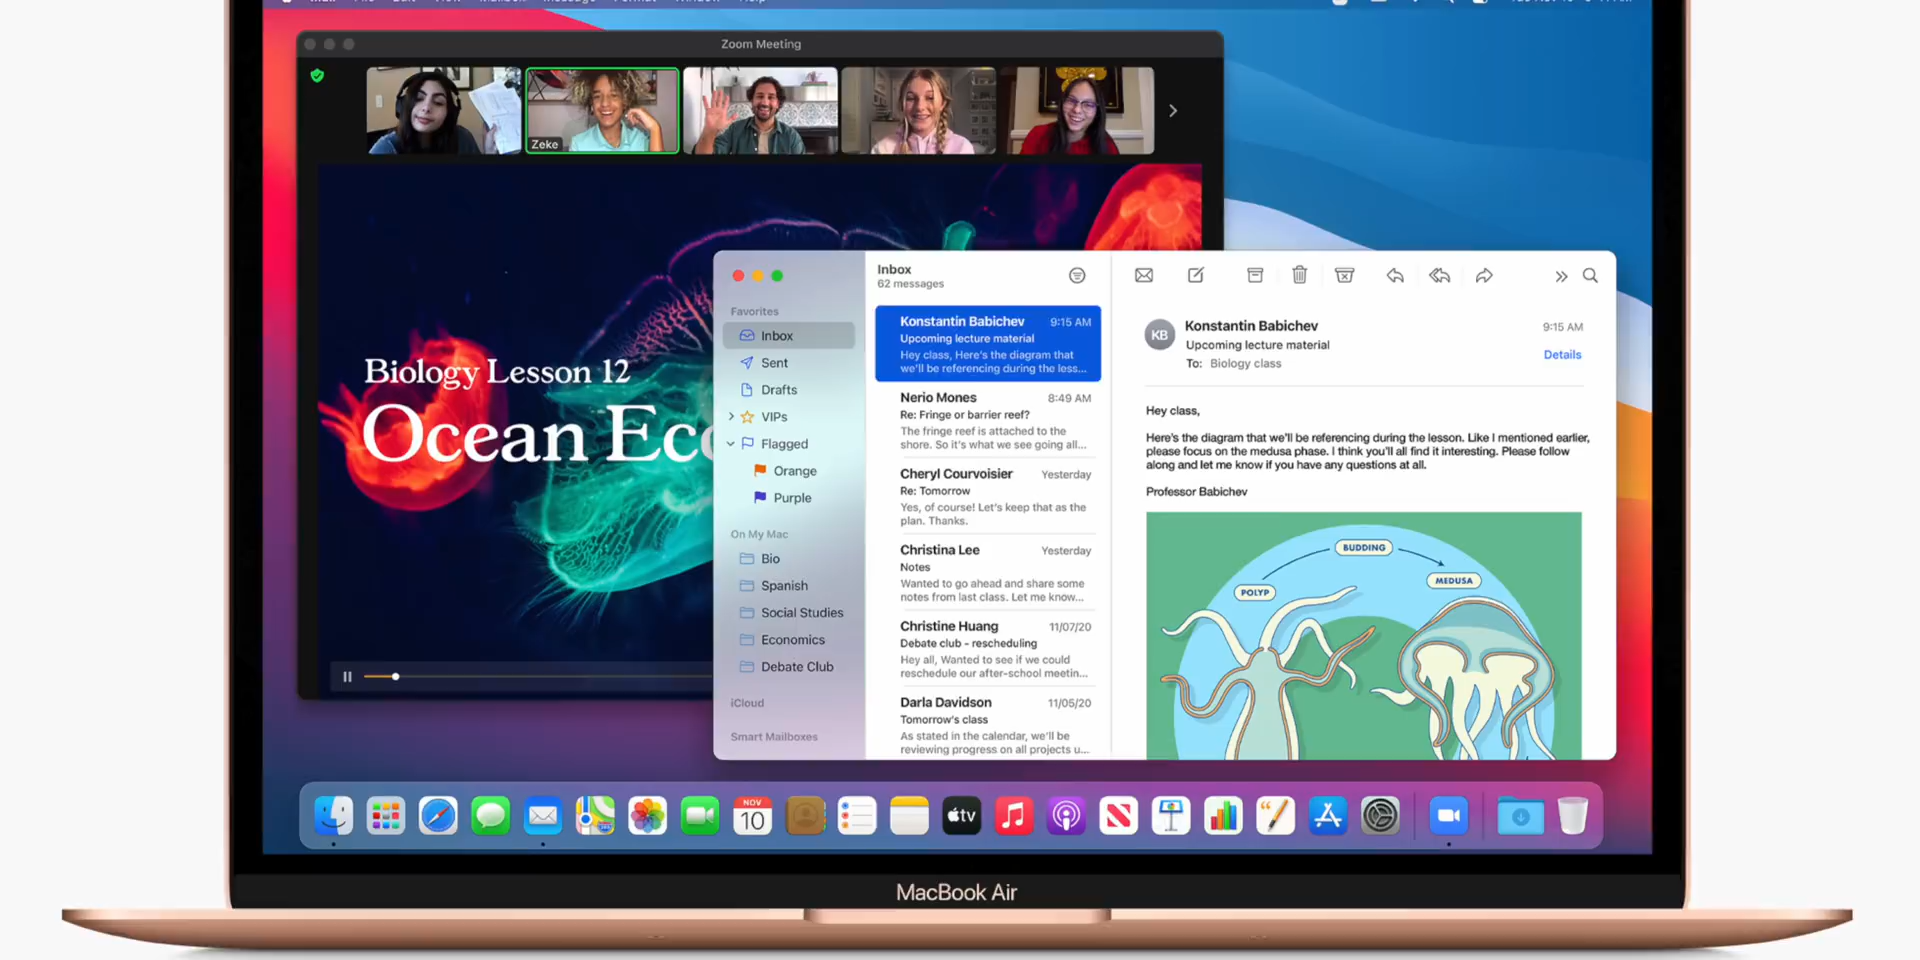 Zoom Meeting
Zeke
Biology Lesson 12
Ocean Eco
Favorites
Inbox
Sent
Drafts
VIPs
Flagged
Orange
Purple
On My Mac
Bio
Spanish
Social Studies
Economics
Debate Club
iCloud
Smart Mailboxes
Inbox
62 messages
Konstantin Babichev 9:15 AM
Upcoming lecture material
Hey class, Here's the diagram that
we'll be referencing during the less...
Nerio Mones 8:49 AM
Re: Fringe or barrier reef?
The fringe reef is attached to the
shore. So it's what we see going all...
Cheryl Courvoisier Yesterday
Re: Tomorrow
Yes, of course! Let's keep that as the
plan. Thanks.
Christina Lee Yesterday
Notes
Wanted to go ahead and share some
notes from last class. Let me know...
Christine Huang 11/07/20
Debate club - rescheduling
Hey all, Wanted to see if we could
reschedule our after-school meetin...
Darla Davidson 11/05/20
Tomorrow's class
As stated in the calendar, we'll be
reviewing progress on all projects u...
KB
Konstantin Babichev 9:15 AM
Upcoming lecture material
Details
To: Biology class
Hey class,
Here's the diagram that we'll be referencing during the lesson. Like I mentioned earlier,
please focus on the medusa phase. I think you'll all find it interesting. Please follow
along and let me know if you have any questions at all.
Professor Babichev
BUDDING
POLYP
MEDUSA
NOV
10
tv
MacBook Air